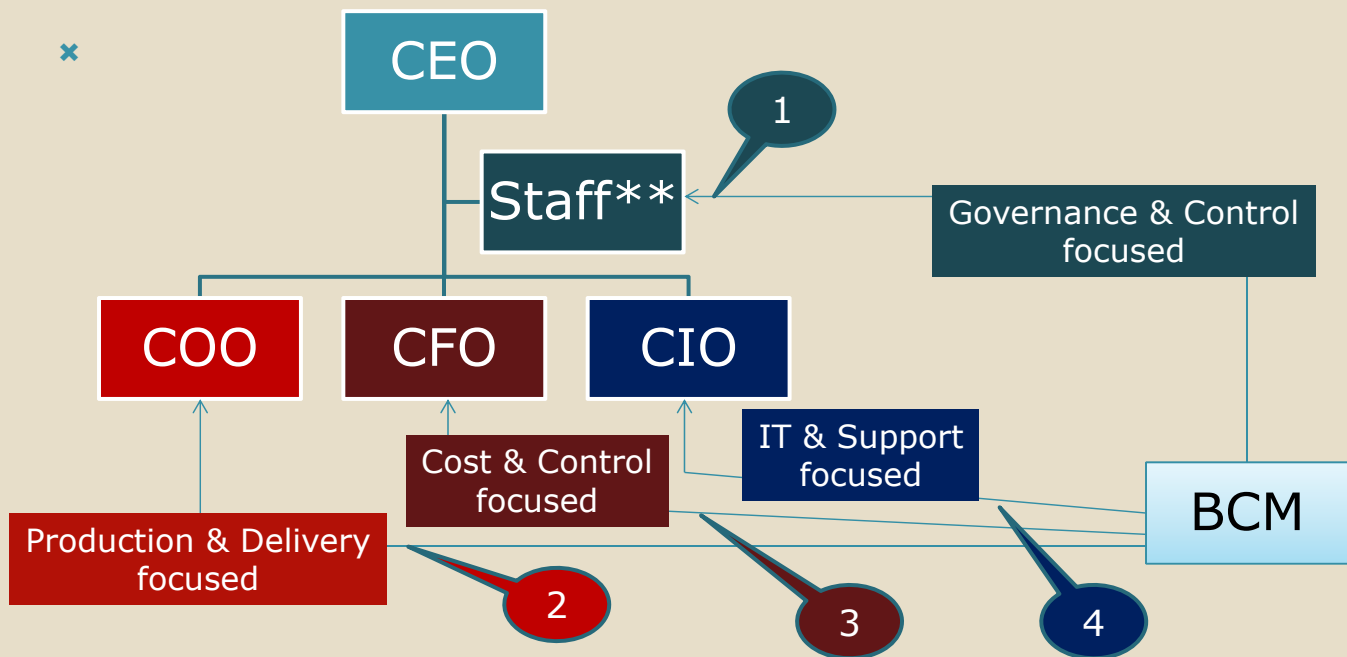 CEO
1
Staff**
Governance & Control
focused
COO
CFO
CIO
IT & Support
focused
Cost & Control
focused
BCM
Production & Delivery
focused
2
3
4